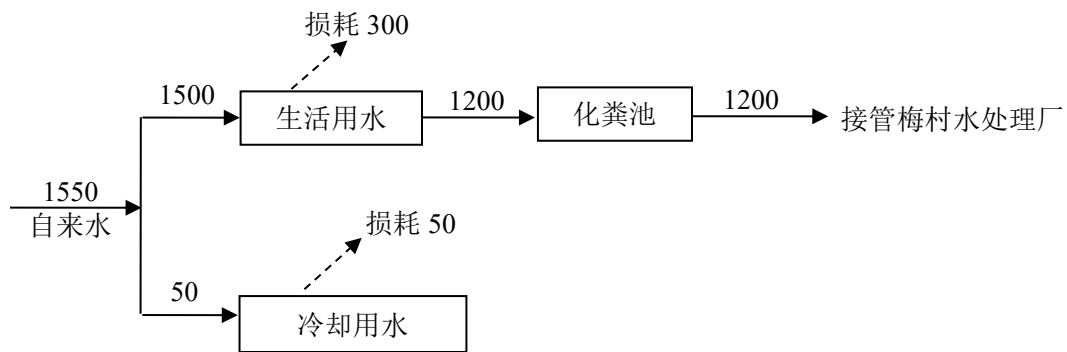 损耗 300
1500
生活用水
1200
化粪池
1200
接管梅村水处理厂
1550
自来水
损耗 50
50
冷却用水